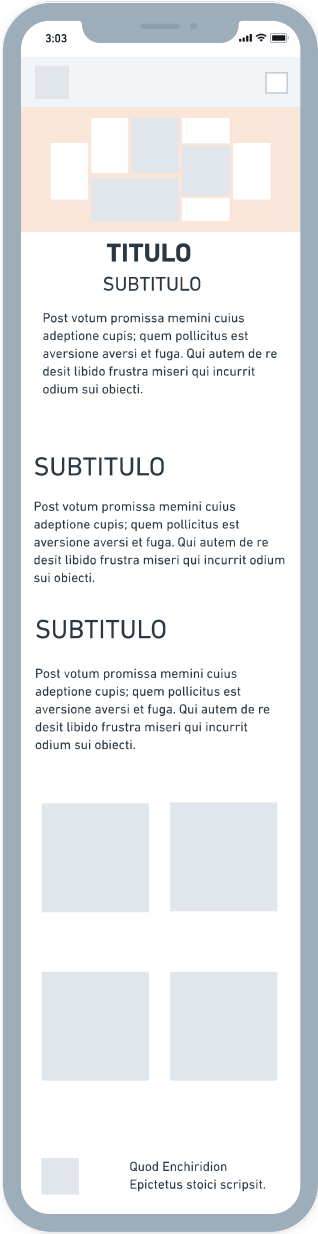 3:03
TITULO
SUBTITULO
Post votum promissa memini cuius
adeptione cupis; quem pollicitus est
aversione aversi et fuga. Qui autem de re
desit libido frustra miseri qui incurrit
odium sui obiecti.
SUBTITULO
Post votum promissa memini cuius
adeptione cupis; quem pollicitus est
aversione aversi et fuga. Qui autem de re
desit libido frustra miseri qui incurrit odium
sui obiecti.
SUBTITULO
Post votum promissa memini cuius
adeptione cupis; quem pollicitus est
aversione aversi et fuga. Qui autem de re
desit libido frustra miseri qui incurrit
odium sui obiecti.
Quod Enchiridion
Epictetus stoici scripsit.